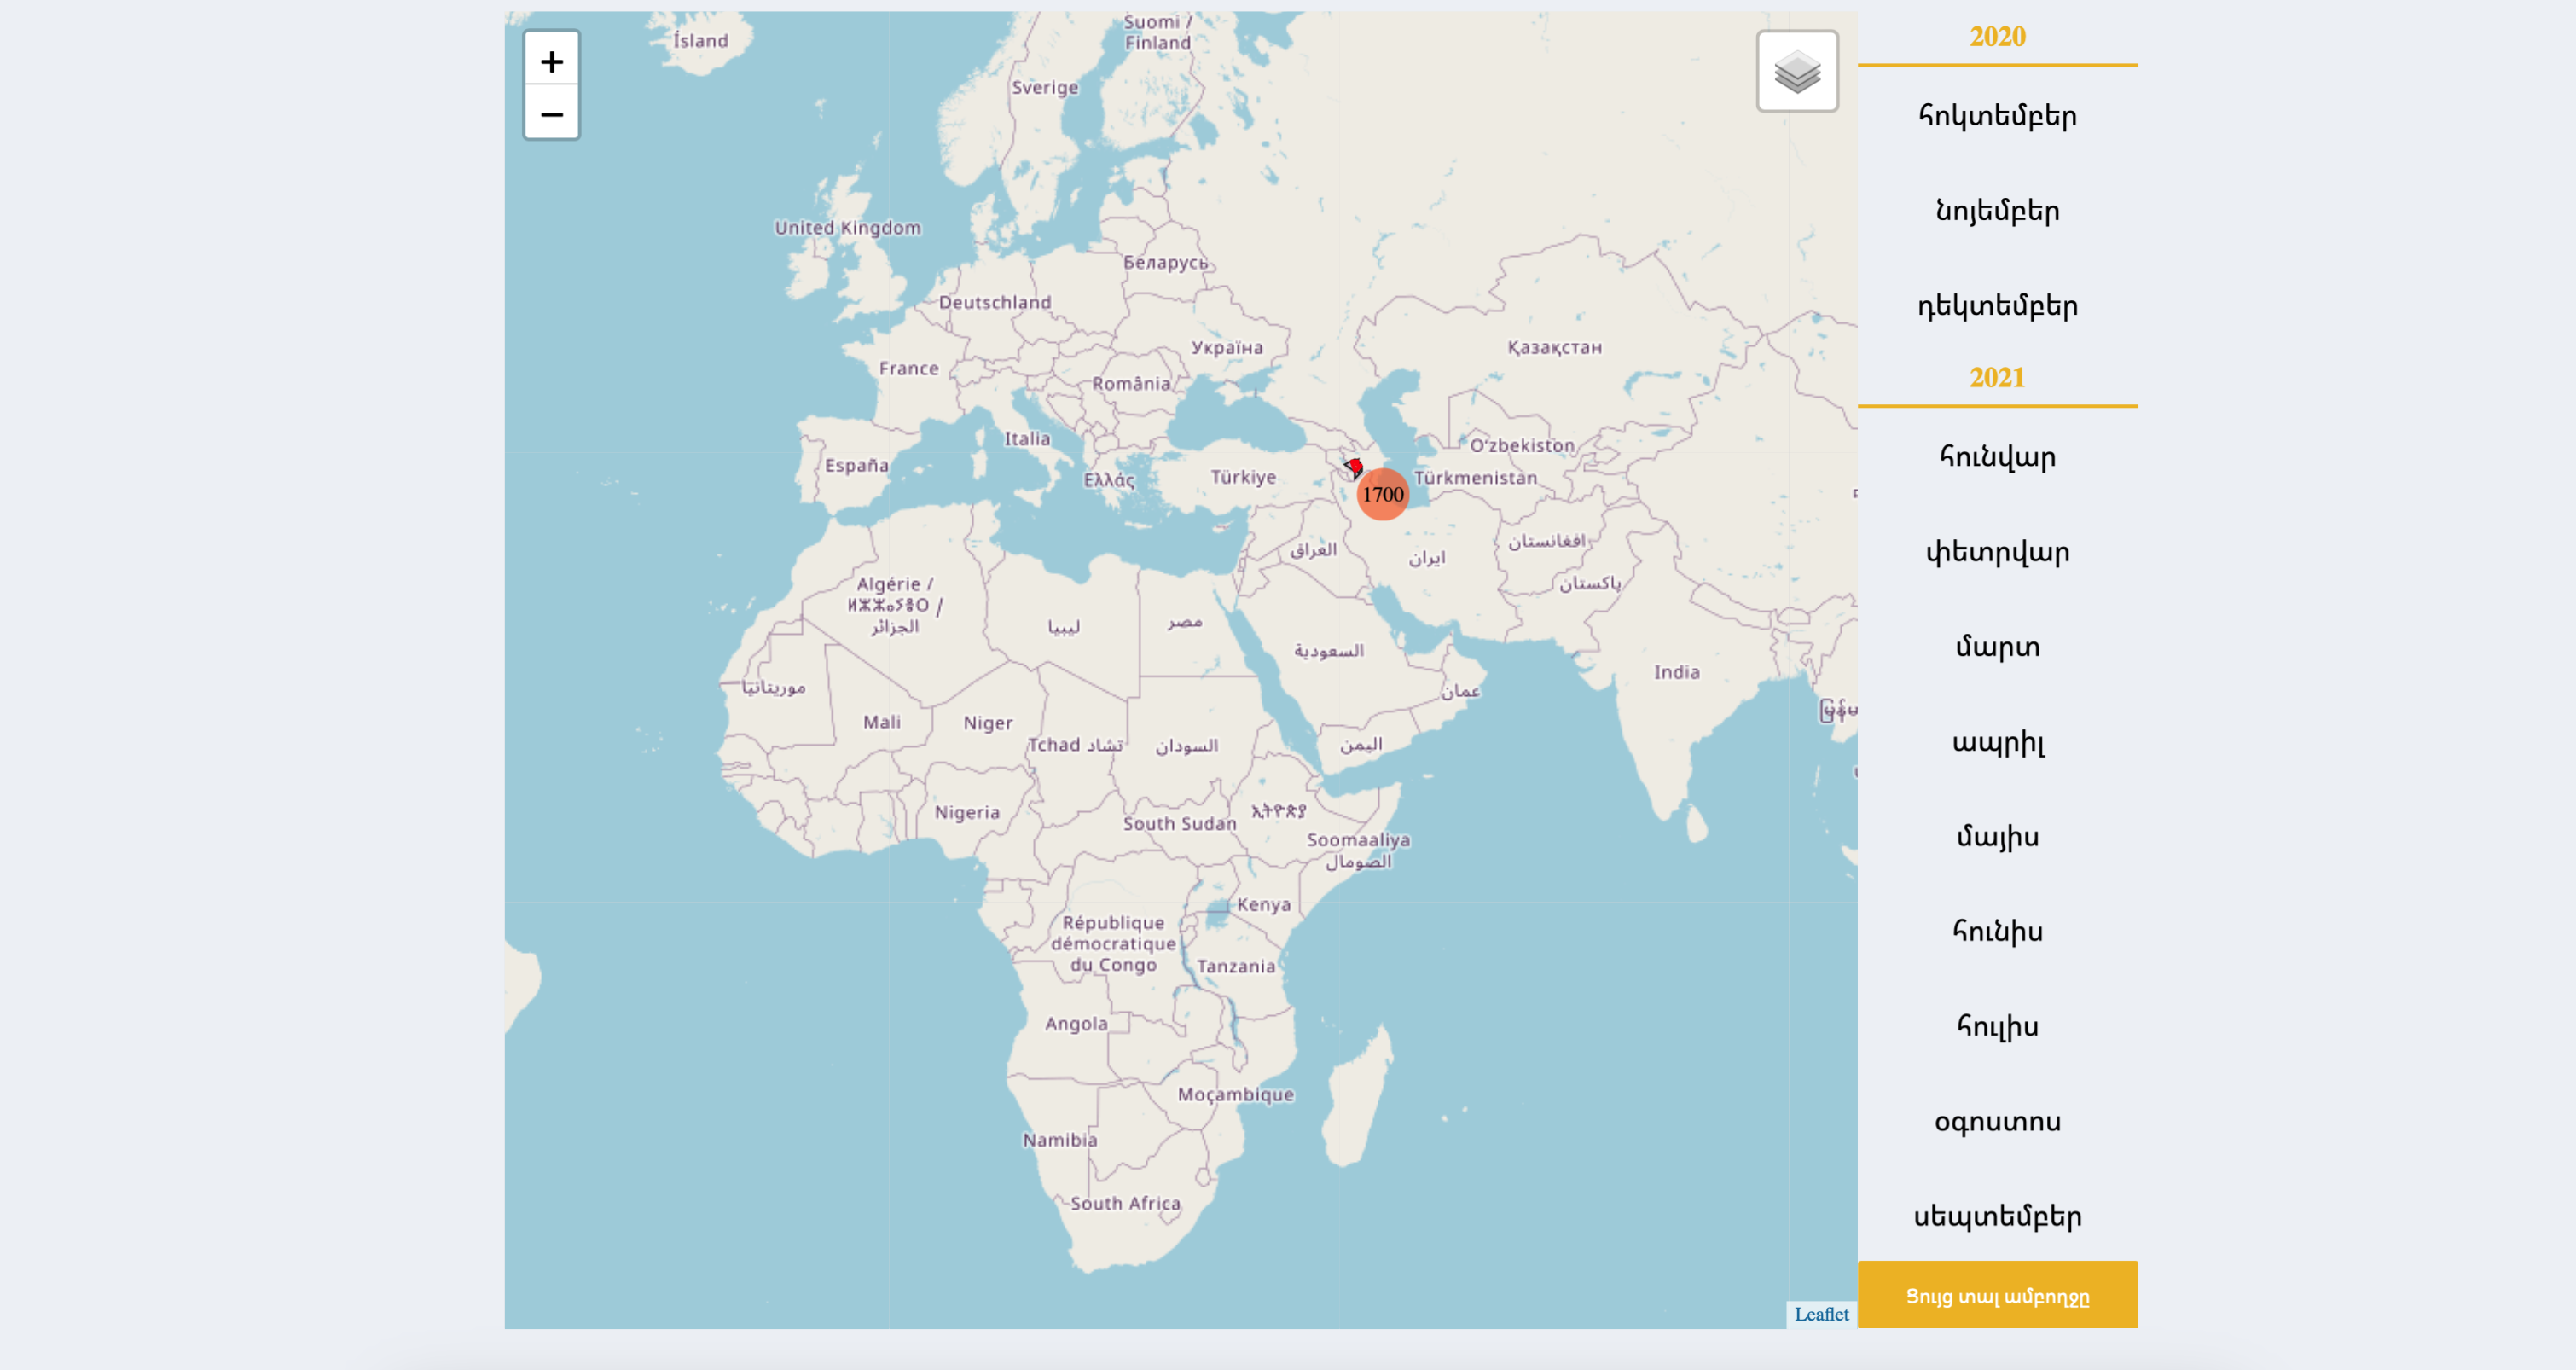 +
−
Ísland
Suomi /
Finland
Sverige
United Kingdom
Беларусь
Deutschland
Україна
Қазақстан
France
România
Italia
O'zbekiston
España
Türkiye
Türkmenistan
Ελλάς
1700
العراق
ایران
افغانستان
پاکستان
Algérie /
ⵍⵣⵣⴰⵢⴻⵔ /
الجزائر
ليبيا
مصر
السعودية
India
موريتانيا
عمان
Mali
Niger
Tchad تشاد
السودان
اليمن
Nigeria
South Sudan
ኢትዮጵያ
Soomaaliya
الصومال
Kenya
République
démocratique
du Congo
Tanzania
Angola
Moçambique
Namibia
South Africa
Leaflet
2020
հոկտեմբեր
նոյեմբեր
դեկտեմբեր
2021
հունվար
փետրվար
մարտ
ապրիլ
մայիս
հունիս
հուլիս
օգոստոս
սեպտեմբեր
Ցույց տալ ամբողջը